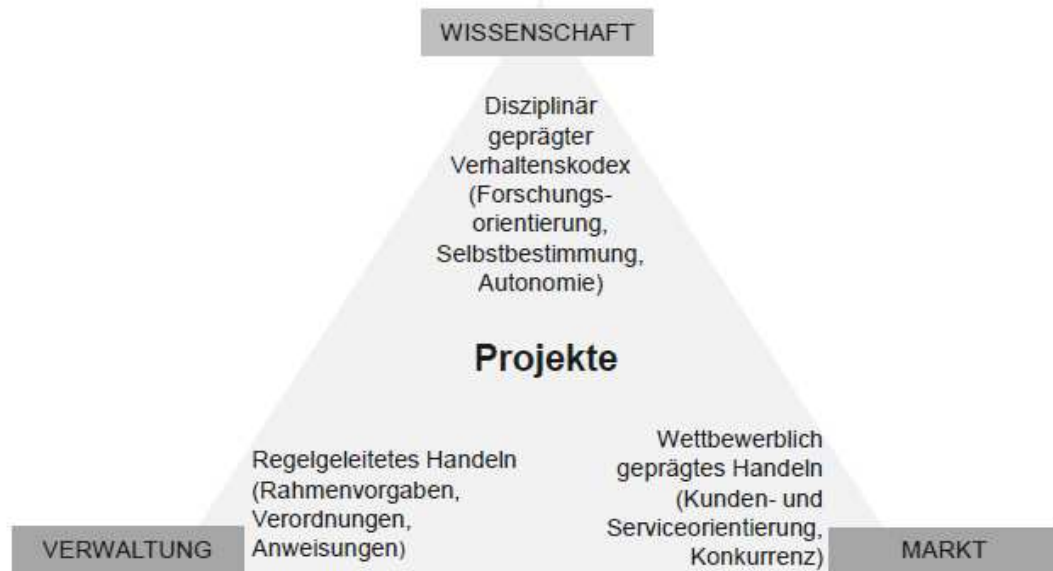 WISSENSCHAFT
Disziplinär
geprägter
Verhaltenskodex
(Forschungs-
orientierung,
Selbstbestimmung,
Autonomie)
Projekte
Regelgeleitetes Handeln
(Rahmenvorgaben,
Verordnungen,
Anweisungen)
VERWALTUNG
Wettbewerblich
geprägtes Handeln
(Kunden- und
Serviceorientierung,
Konkurrenz)
MARKT